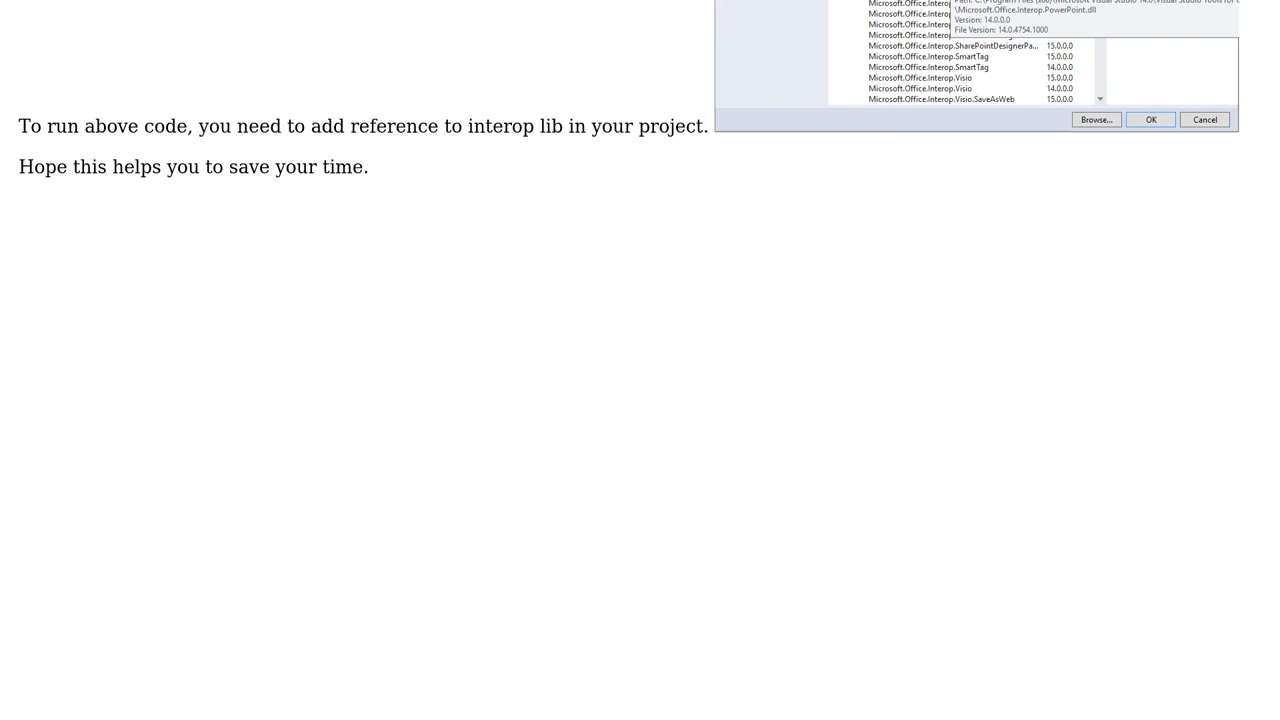 Microsoft.Office.Interop
\Microsoft.Office.Interop.PowerPoint.dll
Microsoft.Office.Interop
Version: 14.0.0.0
Microsoft.Office.Interop
File Version: 14.0.4754.1000
Microsoft.Office.Interop
Microsoft.Office.Interop.SharePointDesignerPa... 15.0.0.0
Microsoft.Office.Interop.SmartTag 15.0.0.0
Microsoft.Office.Interop.SmartTag 14.0.0.0
Microsoft.Office.Interop.Visio 15.0.0.0
Microsoft.Office.Interop.Visio 14.0.0.0
Microsoft.Office.Interop.Visio.SaveAsWeb 15.0.0.0
Browse... OK Cancel
To run above code, you need to add reference to interop lib in your project.
Hope this helps you to save your time.